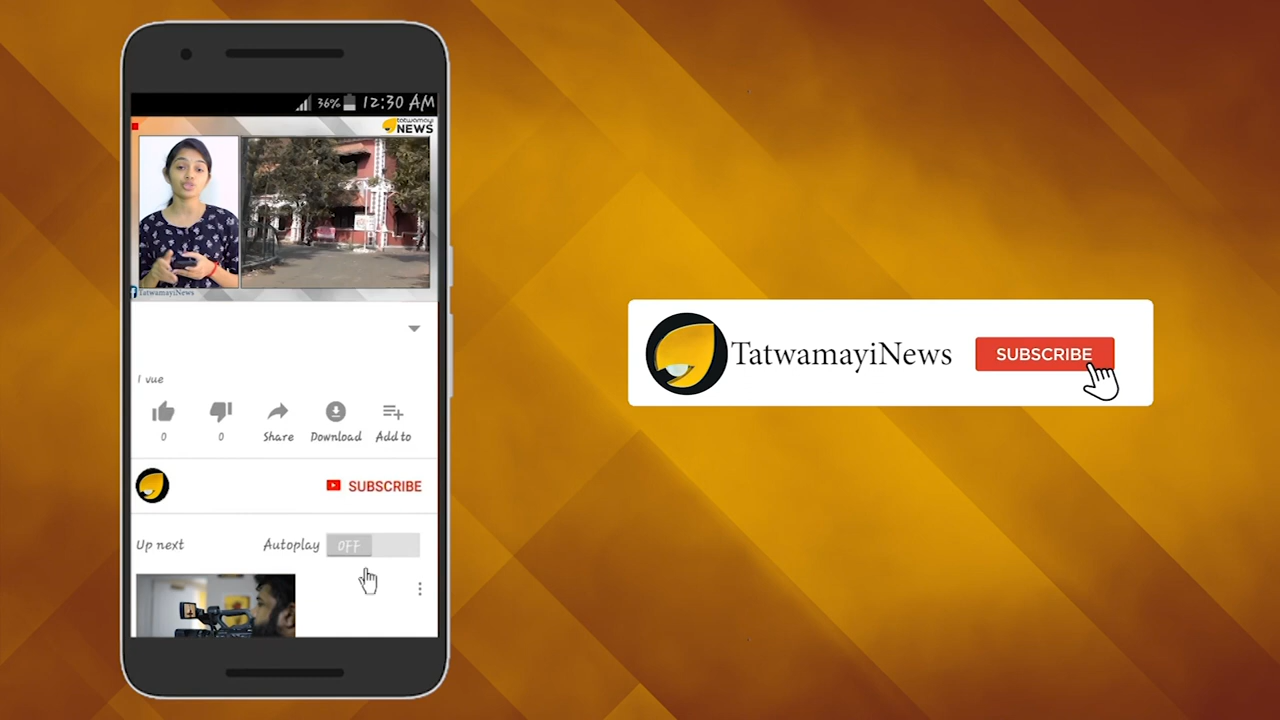 36% 12:30 AM
tatwamayi
NEWS
TatwamayiNews
1 vue
0 0 Share Download Add to
SUBSCRIBE
Up next Autoplay OFF
TatwamayiNews SUBSCRIBE